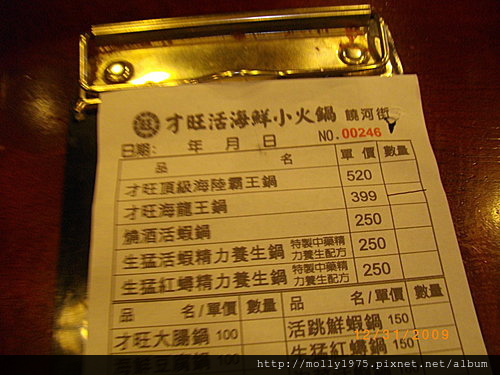 才旺活海鮮小火鍋 饒河街
NO.00246
日期： 年 月 日
品 名 單價 數量
才旺頂級海陸霸王鍋 520
才旺海龍王鍋 399
燒酒活蝦鍋 250
生猛活蝦精力養生鍋 特製中藥精力養生配方 250
生猛紅蟳精力養生鍋 特製中藥精力養生配方 250
品 名/單價 數量 品 名/單價 數量
才旺大腸鍋 100 活跳鮮蝦鍋 150
生猛紅蟳鍋 150
12/31/2009
http://molly1975.pixnet.net/album